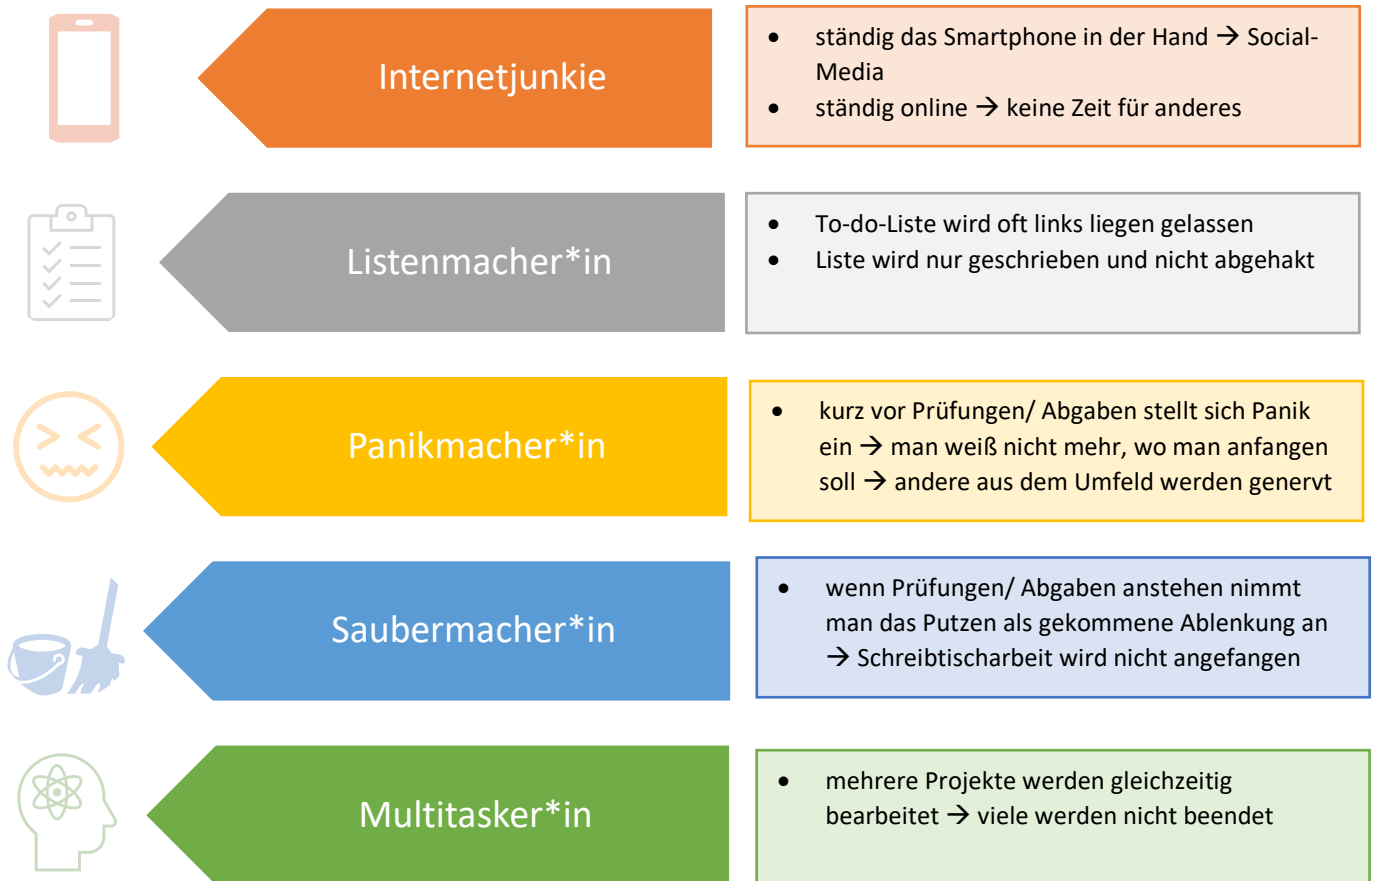 Internetjunkie
• ständig das Smartphone in der Hand → Social-
Media
• ständig online → keine Zeit für anderes
Listenmacher*in
• To-do-Liste wird oft links liegen gelassen
• Liste wird nur geschrieben und nicht abgehakt
Panikmacher*in
• kurz vor Prüfungen/ Abgaben stellt sich Panik
ein → man weiß nicht mehr, wo man anfangen
soll → andere aus dem Umfeld werden genervt
Saubermacher*in
• wenn Prüfungen/ Abgaben anstehen nimmt
man das Putzen als gekommene Ablenkung an
→ Schreibtischarbeit wird nicht angefangen
Multitasker*in
• mehrere Projekte werden gleichzeitig
bearbeitet → viele werden nicht beendet